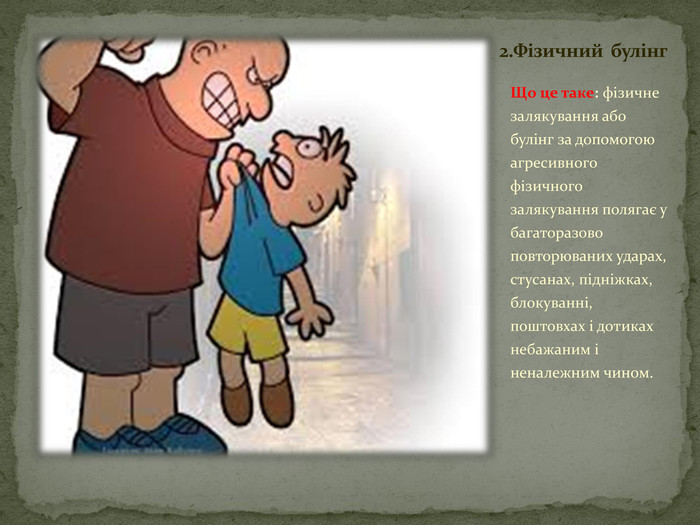 2.Фізичний булінг
Що це таке: фізичне
залякування або
булінг за допомогою
агресивного
фізичного
залякування полягає у
багаторазово
повторюваних ударах,
стусанах, підніжках,
блокуванні,
поштовхах і дотиках
небажаним і
неналежним чином.